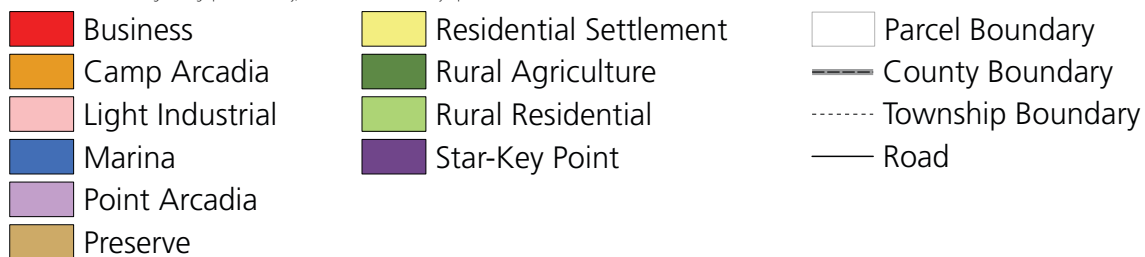 Business
Camp Arcadia
Light Industrial
Marina
Point Arcadia
Preserve
Residential Settlement
Rural Agriculture
Rural Residential
Star-Key Point
Parcel Boundary
County Boundary
Township Boundary
Road